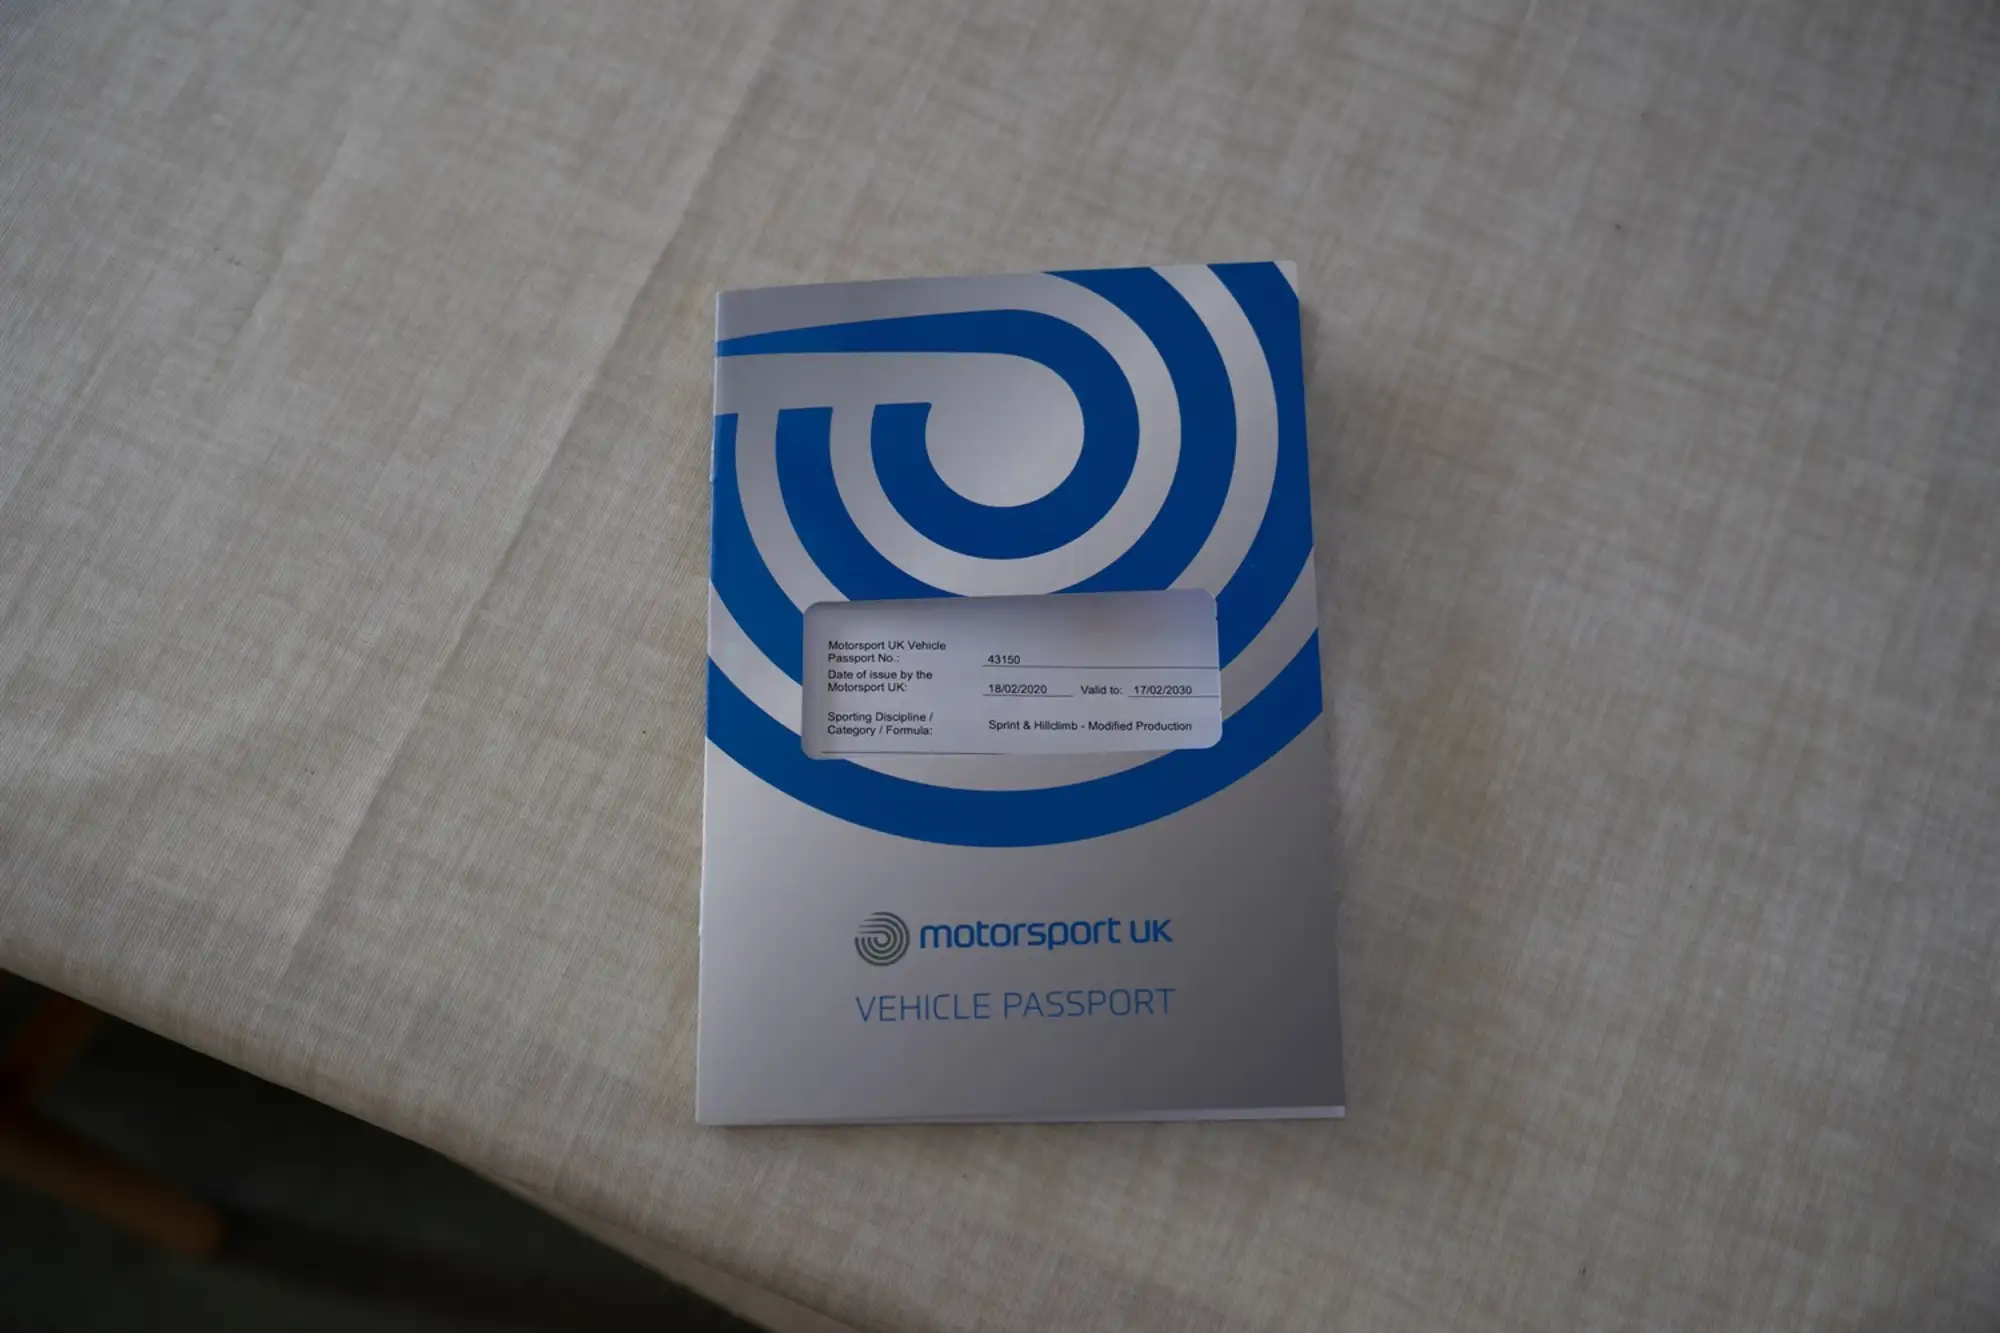 Motorsport UK Vehicle
Passport No.: 43150
Date of issue by the
Motorsport UK: 18/02/2020 Valid to: 17/02/2030
Sporting Discipline /
Category / Formula: Sprint & Hillclimb - Modified Production
motorsport UK
VEHICLE PASSPORT